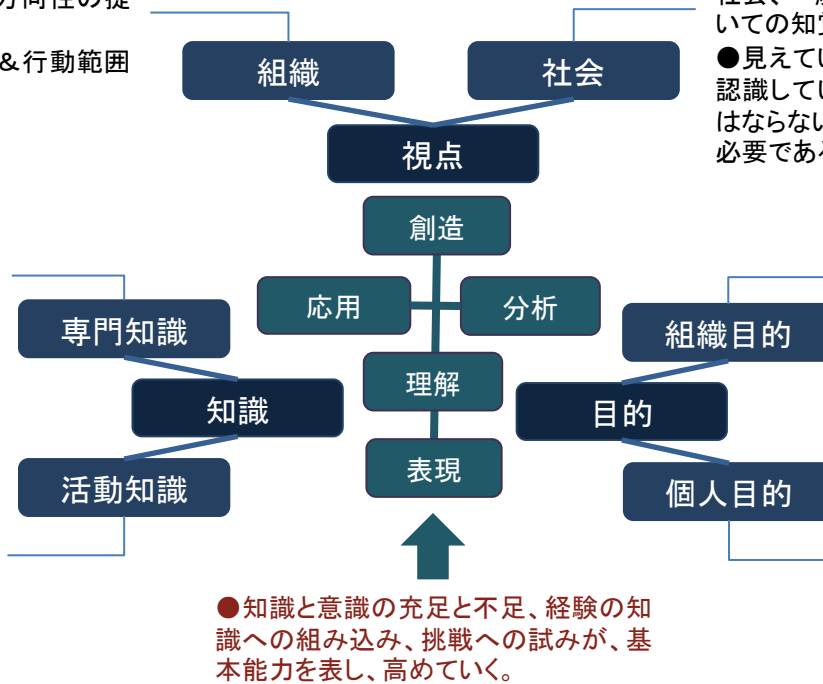 方向性の提
&行動範囲
組織
社会
いての知
●見えてい
認識してい
はならない
必要であ
視点
創造
応用
分析
理解
表現
専門知識
知識
活動知識
組織目的
目的
個人目的
●知識と意識の充足と不足、経験の知
識への組み込み、挑戦への試みが、基
本能力を表し、高めていく。